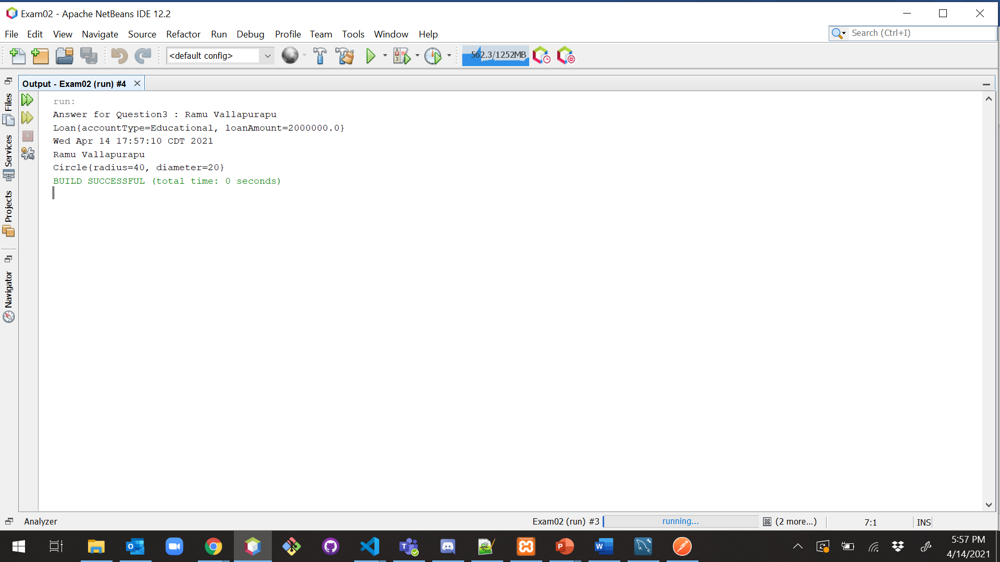 Exam02 - Apache NetBeans IDE 12.2
File Edit View Navigate Source Refactor Run Debug Profile Team Tools Window Help
Search (Ctrl+I)
<default config>
562.3/1252MB
Output - Exam02 (run) #4
Files
Services
Projects
Navigator
run:
Answer for Question3 : Ramu Vallapurapu
Loan{accountType=Educational, loanAmount=2000000.0}
Wed Apr 14 17:57:10 CDT 2021
Ramu Vallapurapu
Circle{radius=40, diameter=20}
BUILD SUCCESSFUL (total time: 0 seconds)
Analyzer
Exam02 (run) #3 running... (2 more...) 7:1 INS
5:57 PM
4/14/2021